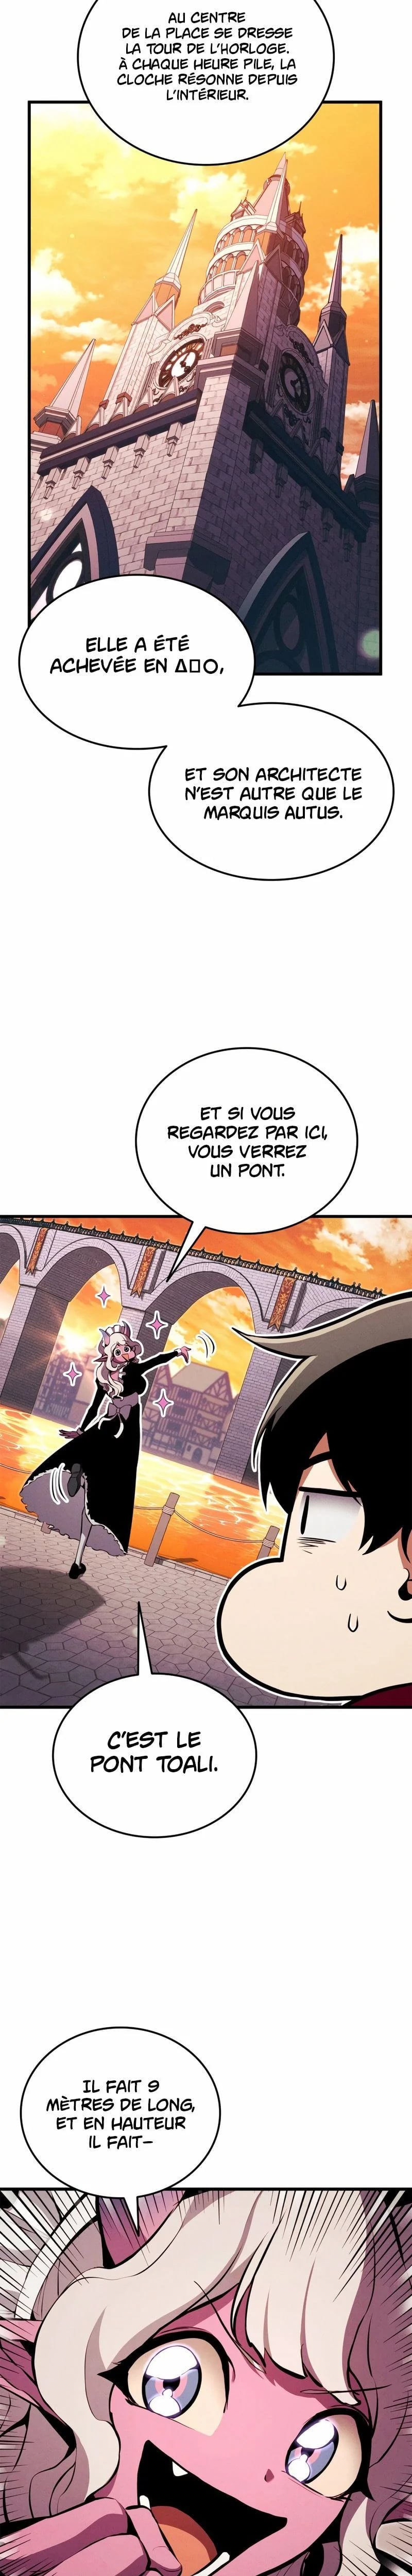 AU CENTRE
DE LA PLACE SE DRESSE
LA TOUR DE L'HORLOGE.
À CHAQUE HEURE PILE, LA
CLOCHE RÉSONNE DEPUIS
L'INTÉRIEUR.
ELLE A ÉTÉ
ACHEVÉE EN Δ□O,
ET SON ARCHITECTE
N'EST AUTRE QUE LE
MARQUIS AUTUS.
ET SI VOUS
REGARDEZ PAR ICI,
VOUS VERREZ
UN PONT.
C'EST LE
PONT TOALI.
IL FAIT 9
MÈTRES DE LONG,
ET EN HAUTEUR
IL FAIT-